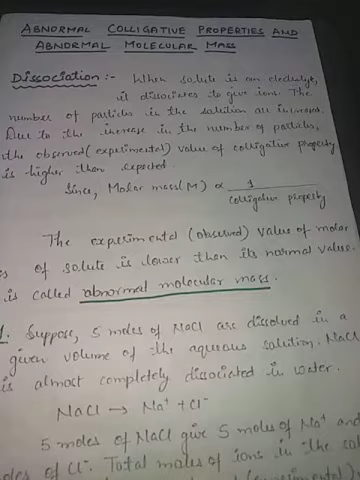 ABNORMAL COLLIGATIVE PROPERTIES AND
ABNORMAL MOLECULAR MASS
Dissociation :- When solute is an electrolyte,
it dissociates to give ions. The
number of particles in the solution are increased.
Due to the increase in the number of particles,
the observed (experimental) value of colligative property
is higher than expected.
Since, Molar mass (M) ∝ 1
colligative property
The experimental (observed) value of molar
of solute is lower than its normal value.
is called abnormal molecular mass.
1. Suppose, 5 moles of NaCl are dissolved in a
given volume of the aqueous solution. NaCl
is almost completely dissociated in water.
NaCl → Na⁺ + Cl⁻
5 moles of NaCl give 5 moles of Na⁺ and
of Cl⁻. Total moles of ions in the